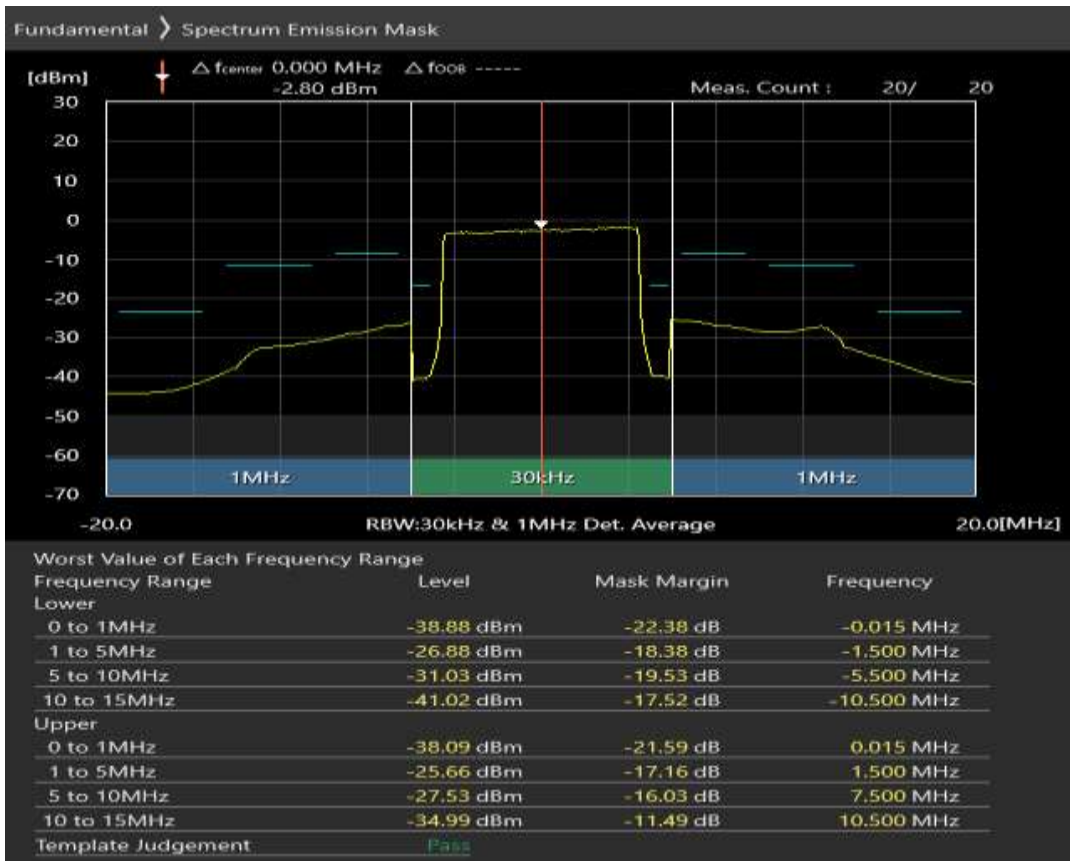 Fundamental 》 Spectrum Emission Mask
[dBm] △ fcenter 0.000 MHz △ fOOB -----
-2.80 dBm Meas. Count : 20/ 20
30
20
10
0
-10
-20
-30
-40
-50
-60
-70
1MHz 30kHz 1MHz
-20.0 RBW:30kHz & 1MHz Det. Average 20.0[MHz]
Worst Value of Each Frequency Range
Frequency Range Level Mask Margin Frequency
Lower
0 to 1MHz -38.88 dBm -22.38 dB -0.015 MHz
1 to 5MHz -26.88 dBm -18.38 dB -1.500 MHz
5 to 10MHz -31.03 dBm -19.53 dB -5.500 MHz
10 to 15MHz -41.02 dBm -17.52 dB -10.500 MHz
Upper
0 to 1MHz -38.09 dBm -21.59 dB 0.015 MHz
1 to 5MHz -25.66 dBm -17.16 dB 1.500 MHz
5 to 10MHz -27.53 dBm -16.03 dB 7.500 MHz
10 to 15MHz -34.99 dBm -11.49 dB 10.500 MHz
Template Judgement Pass